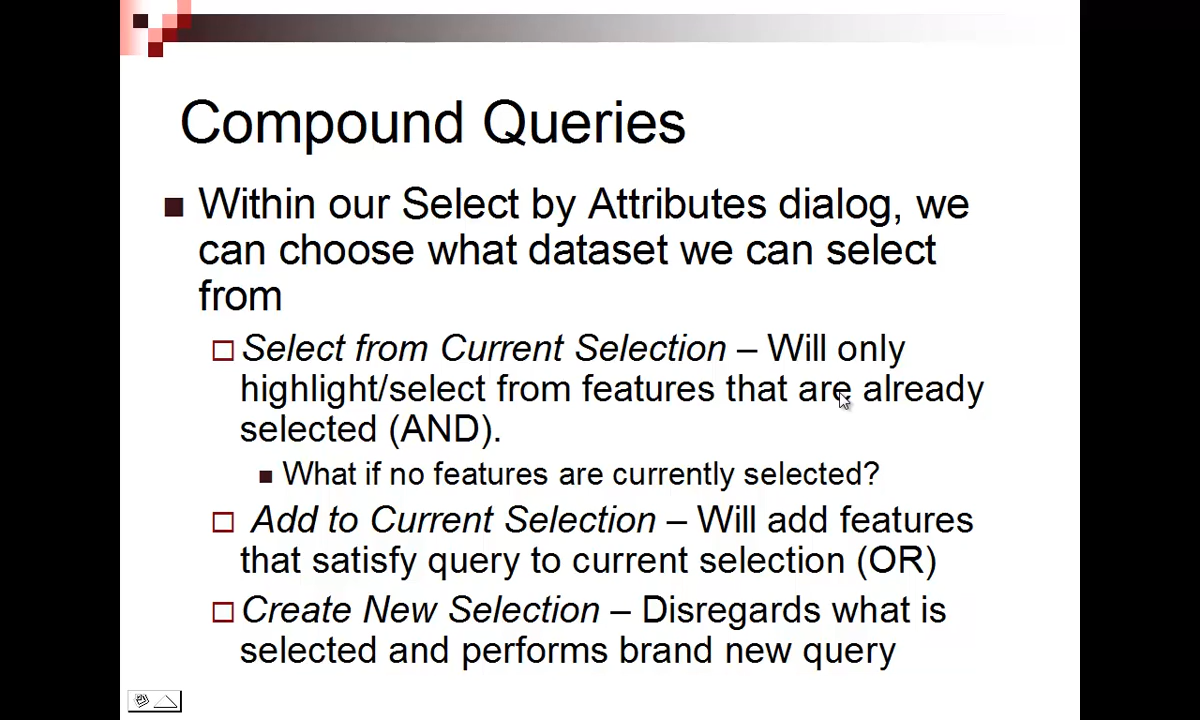 Compound Queries
Within our Select by Attributes dialog, we
can choose what dataset we can select
from
Select from Current Selection – Will only
highlight/select from features that are already
selected (AND).
What if no features are currently selected?
Add to Current Selection – Will add features
that satisfy query to current selection (OR)
Create New Selection – Disregards what is
selected and performs brand new query